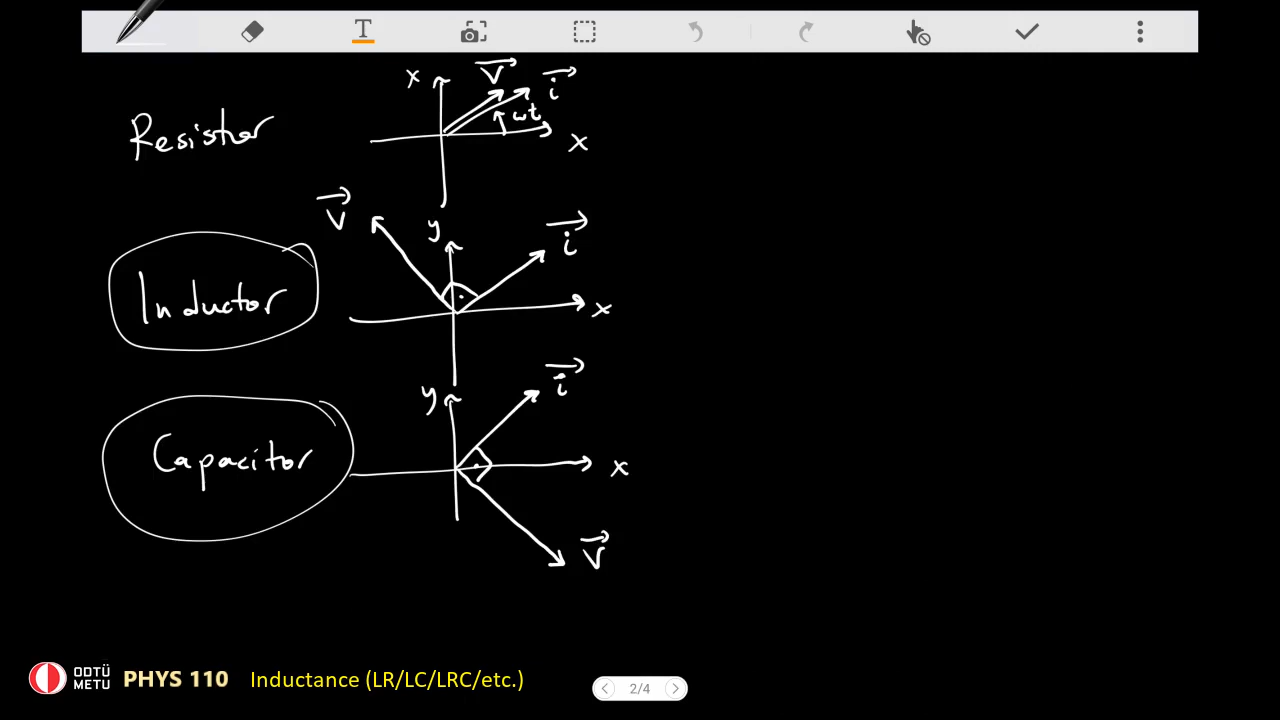 T
x V i
Resistor
ωt
x
V
y
i
Inductor
x
i
y
Capacitor
x
V
ODTÜ
METU
PHYS 110 Inductance (LR/LC/LRC/etc.)
2/4